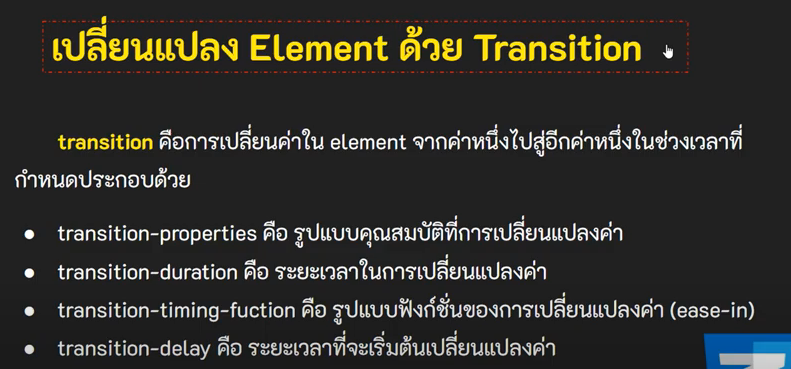 เปลี่ยนแปลง Element ด้วย Transition
transition คือการเปลี่ยนค่าใน element จากค่าหนึ่งไปสู่อีกค่าหนึ่งในช่วงเวลาที่
กำหนดประกอบด้วย
● transition-properties คือ รูปแบบคุณสมบัติที่การเปลี่ยนแปลงค่า
● transition-duration คือ ระยะเวลาในการเปลี่ยนแปลงค่า
● transition-timing-fuction คือ รูปแบบฟังก์ชั่นของการเปลี่ยนแปลงค่า (ease-in)
● transition-delay คือ ระยะเวลาที่จะเริ่มต้นเปลี่ยนแปลงค่า